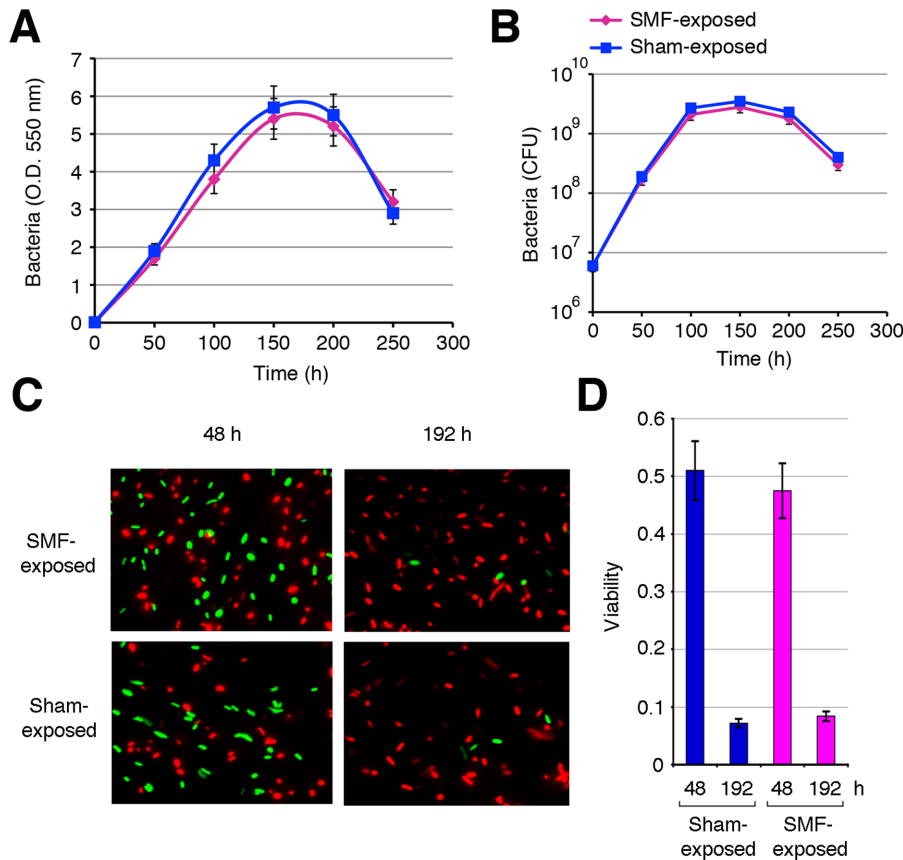 A
7
6
5
4
3
2
1
0
Bacteria (O.D. 550 nm)
0 50 100 150 200 250 300
Time (h)
B
SMF-exposed
Sham-exposed
10^10
10^9
10^8
10^7
10^6
Bacteria (CFU)
0 50 100 150 200 250 300
Time (h)
C
48 h 192 h
SMF-
exposed
Sham-
exposed
D
0.6
0.5
0.4
0.3
0.2
0.1
0
Viability
48 192 48 192 h
Sham-
exposed
SMF-
exposed